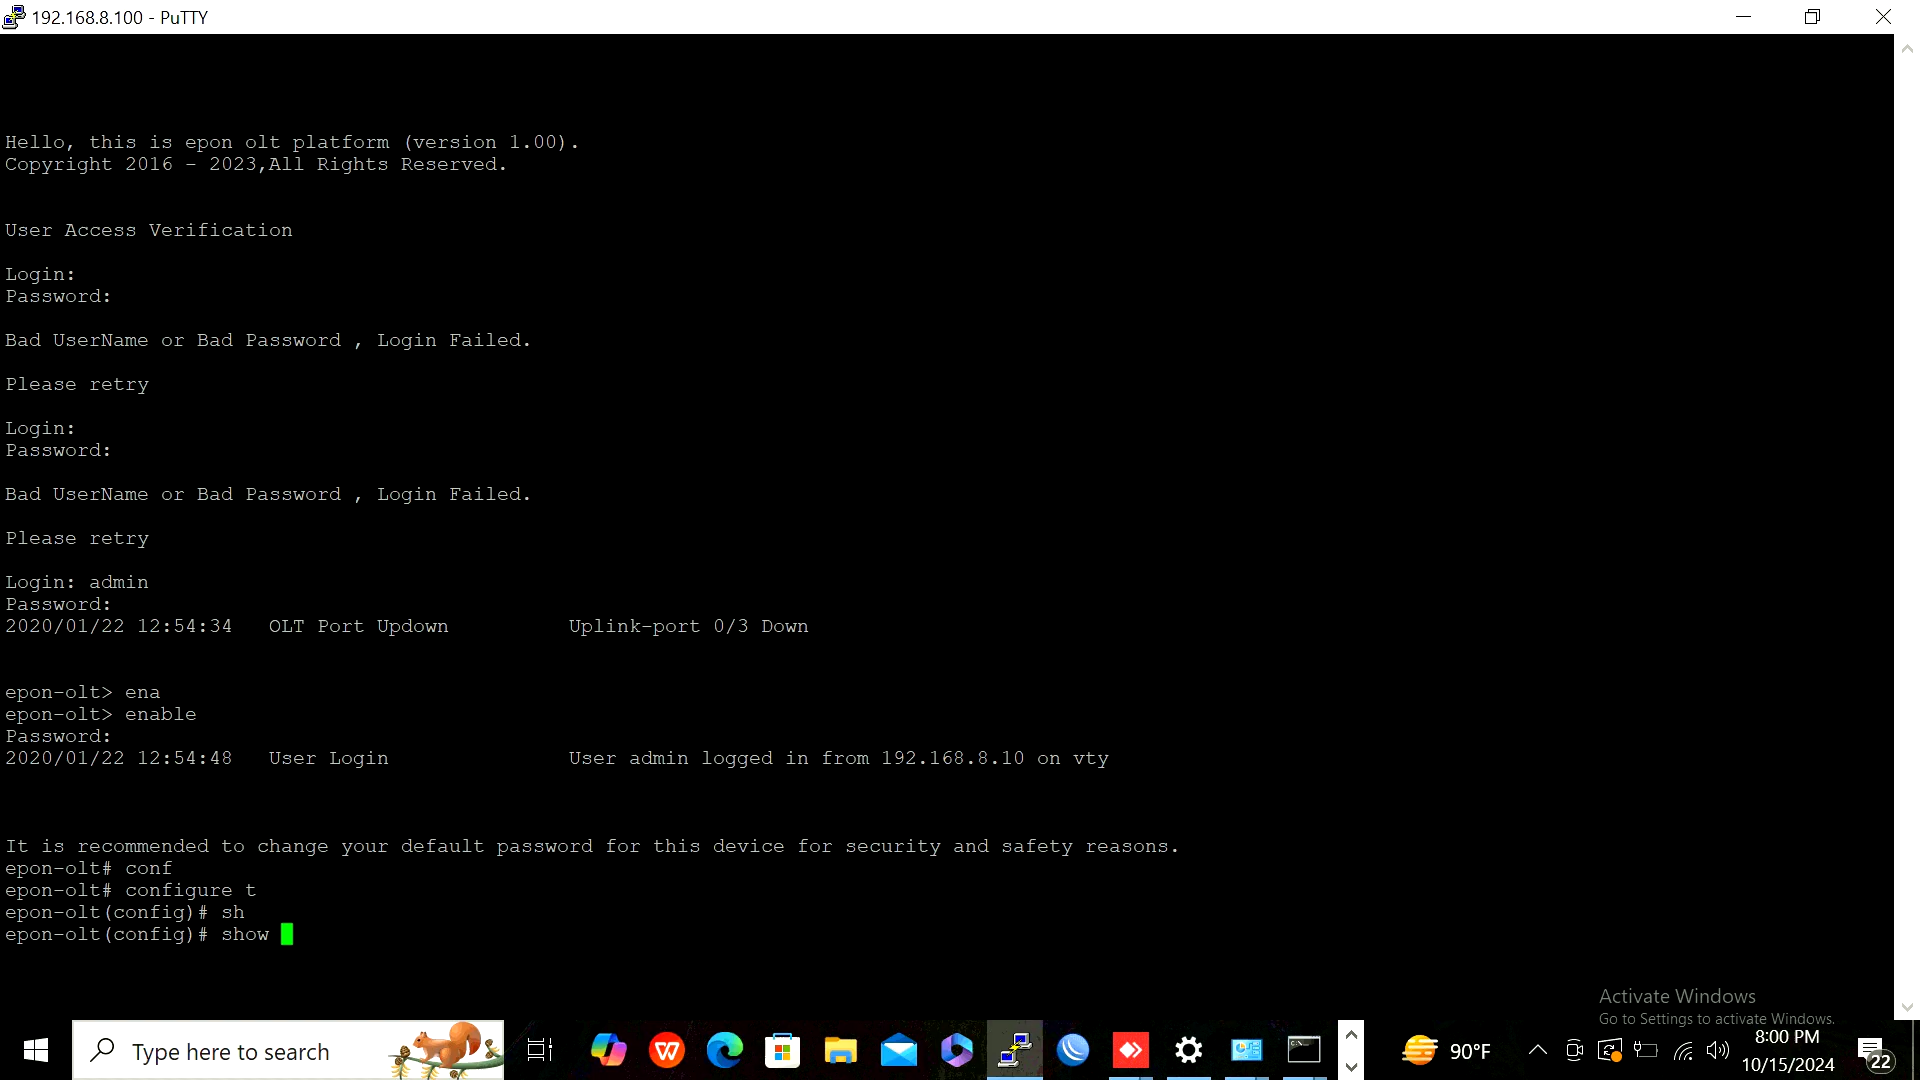 192.168.8.100 - PuTTY
Hello, this is epon olt platform (version 1.00).
Copyright 2016 - 2023,All Rights Reserved.
User Access Verification
Login:
Password:
Bad UserName or Bad Password , Login Failed.
Please retry
Login:
Password:
Bad UserName or Bad Password , Login Failed.
Please retry
Login: admin
Password:
2020/01/22 12:54:34   OLT Port Updown          Uplink-port 0/3 Down
epon-olt> ena
epon-olt> enable
Password:
2020/01/22 12:54:48   User Login               User admin logged in from 192.168.8.10 on vty
It is recommended to change your default password for this device for security and safety reasons.
epon-olt# conf
epon-olt# configure t
epon-olt(config)# sh
epon-olt(config)# show
Activate Windows
Go to Settings to activate Windows.
Type here to search
90°F
8:00 PM
10/15/2024
22